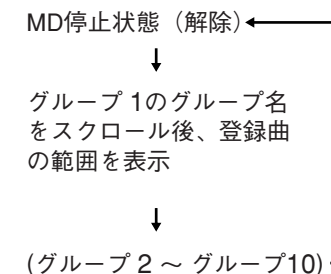 MD停止状態（解除）
グループ 1のグループ名
をスクロール後、登録曲
の範囲を表示
(グループ 2 ～ グループ10)